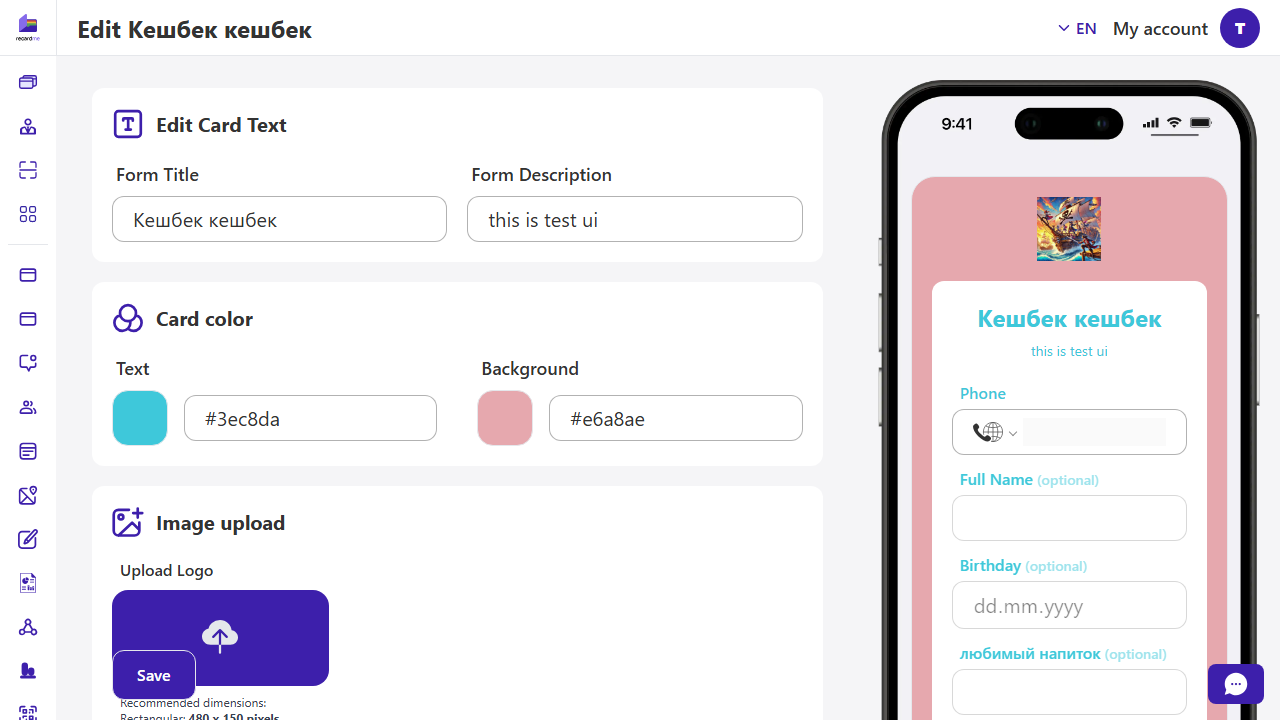 recardme
Edit Кешбек кешбек
EN
My account
T
Edit Card Text
Form Title
Form Description
Кешбек кешбек
this is test ui
Card color
Text
Background
#3ec8da
#e6a8ae
Image upload
Upload Logo
Save
Recommended dimensions:
Rectangular: 480 x 150 pixels
9:41
Кешбек кешбек
this is test ui
Phone
Full Name (optional)
Birthday (optional)
dd.mm.yyyy
любимый напиток (optional)